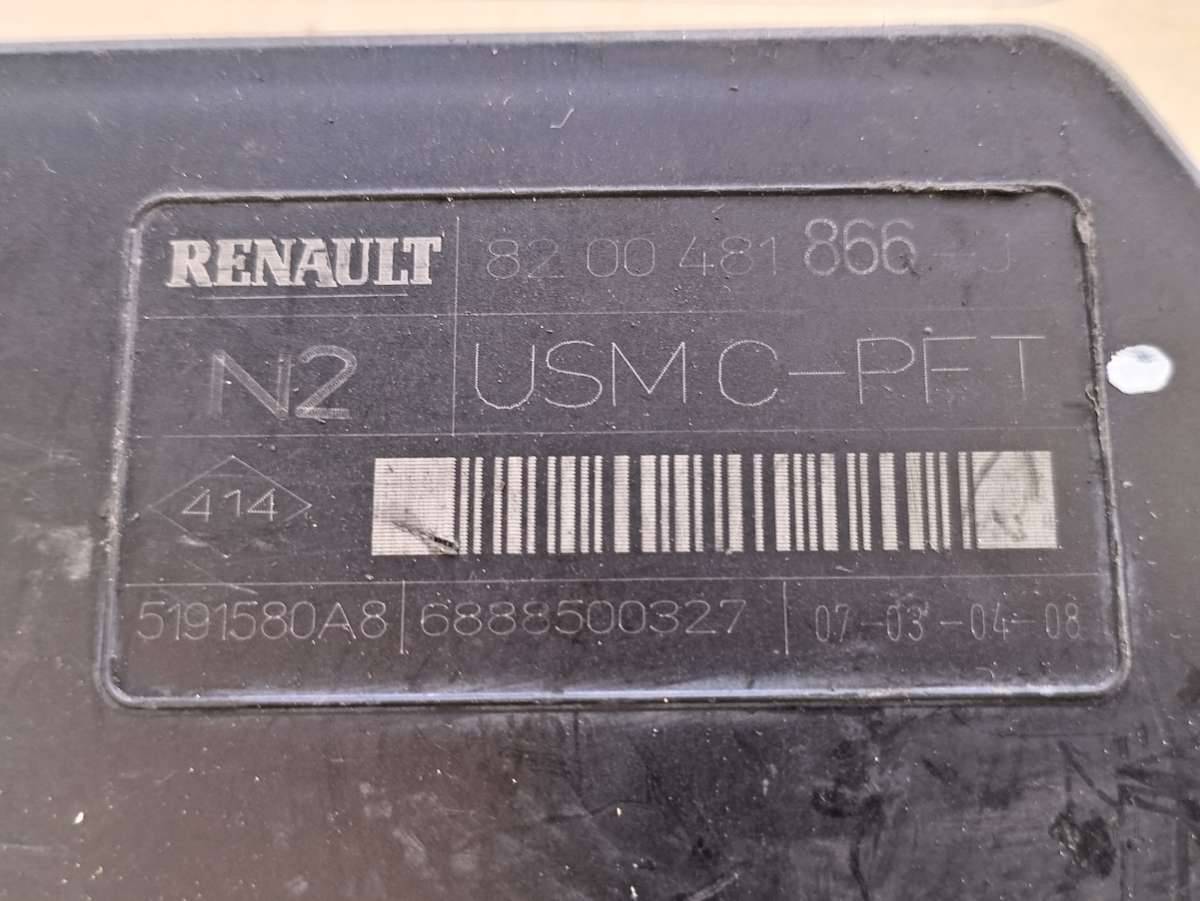 RENAULT 82 00 481 866 -J
N2 USM C-PFT
414
5191580A8 6888500327 07-03-04-08